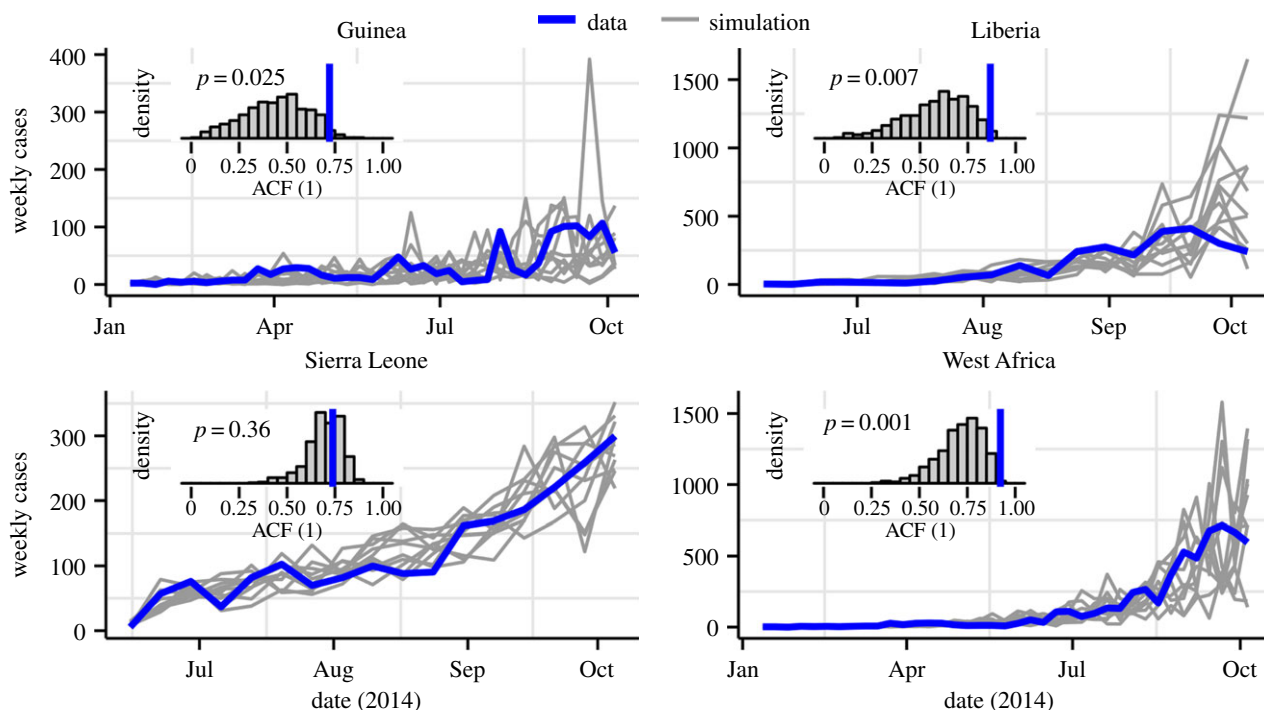 data simulation
Guinea
Liberia
weekly cases
400
300
200
100
0
Jan Apr Jul Oct
density
p = 0.025
0 0.25 0.50 0.75 1.00
ACF (1)
1500
1000
500
0
Jul Aug Sep Oct
density
p = 0.007
0 0.25 0.50 0.75 1.00
ACF (1)
Sierra Leone
West Africa
weekly cases
300
200
100
0
Jul Aug Sep Oct
date (2014)
density
p = 0.36
0 0.25 0.50 0.75 1.00
ACF (1)
1500
1000
500
0
Jan Apr Jul Oct
date (2014)
density
p = 0.001
0 0.25 0.50 0.75 1.00
ACF (1)